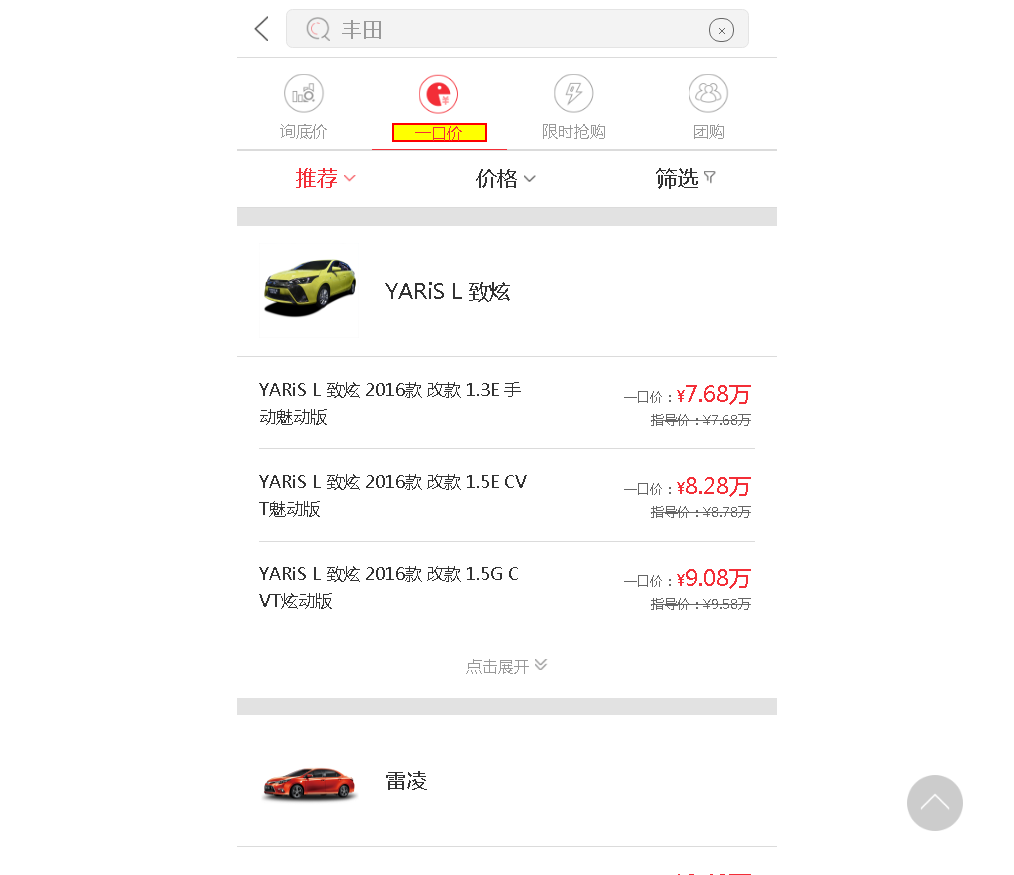 丰田
询底价 一口价 限时抢购 团购
推荐 价格 筛选
YARiS L 致炫
YARiS L 致炫 2016款 改款 1.3E 手
动魅动版
一口价：¥7.68万
指导价：¥7.68万
YARiS L 致炫 2016款 改款 1.5E CV
T魅动版
一口价：¥8.28万
指导价：¥8.78万
YARiS L 致炫 2016款 改款 1.5G C
VT炫动版
一口价：¥9.08万
指导价：¥9.58万
点击展开
雷凌